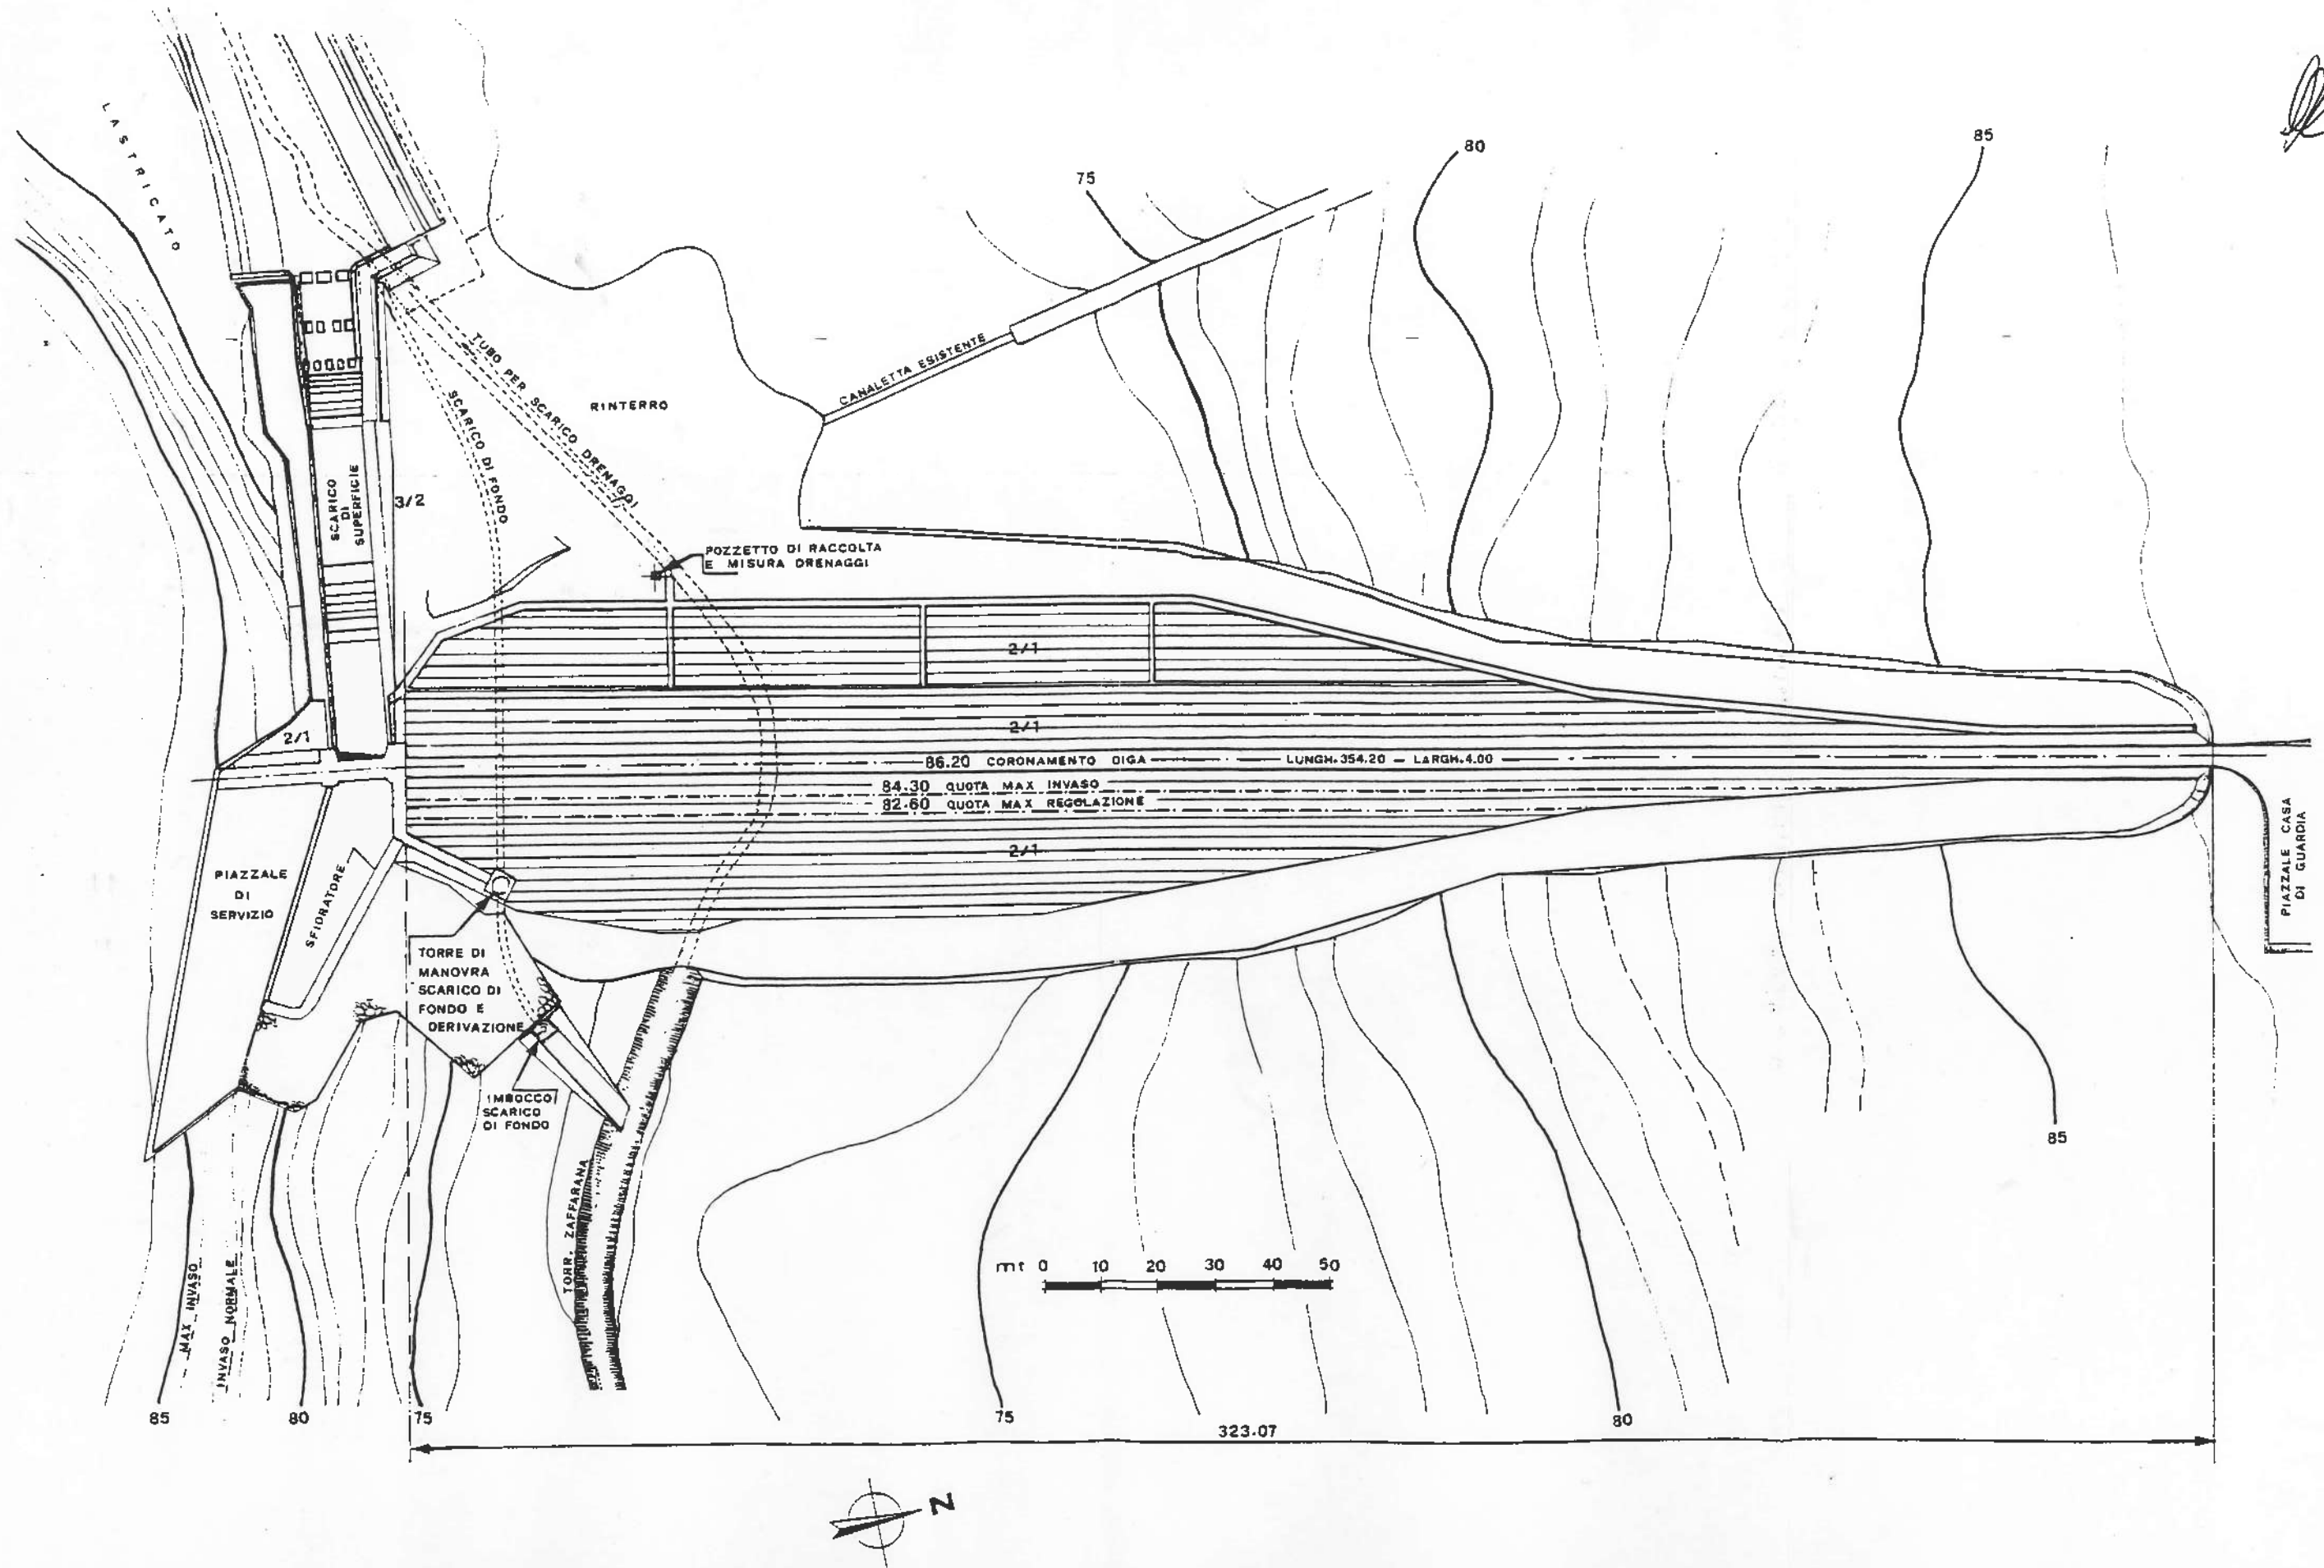 LASTRICATO
80
85
75
TUBO PER SCARICO DRENAGGI
SCARICO DI FONDO
CANALETTA ESISTENTE
RINTERRO
SCARICO
DI
SUPERFICIE
3/2
POZZETTO DI RACCOLTA
E MISURA DRENAGGI
2/1
2/1
2/1
86.20 CORONAMENTO DIGA LUNGH.354.20 - LARGH.4.00
84.30 QUOTA MAX INVASO
82.60 QUOTA MAX REGOLAZIONE
2/1
PIAZZALE CASA
DI GUARDIA
PIAZZALE
DI
SERVIZIO
SFIORATORE
TORRE DI
MANOVRA
SCARICO DI
FONDO E
DERIVAZIONE
IMBOCCO
SCARICO
DI FONDO
TORR. ZAFFARANA
85
MAX INVASO
INVASO NORMALE
mt 0 10 20 30 40 50
85
80
75
75
80
323.07
N